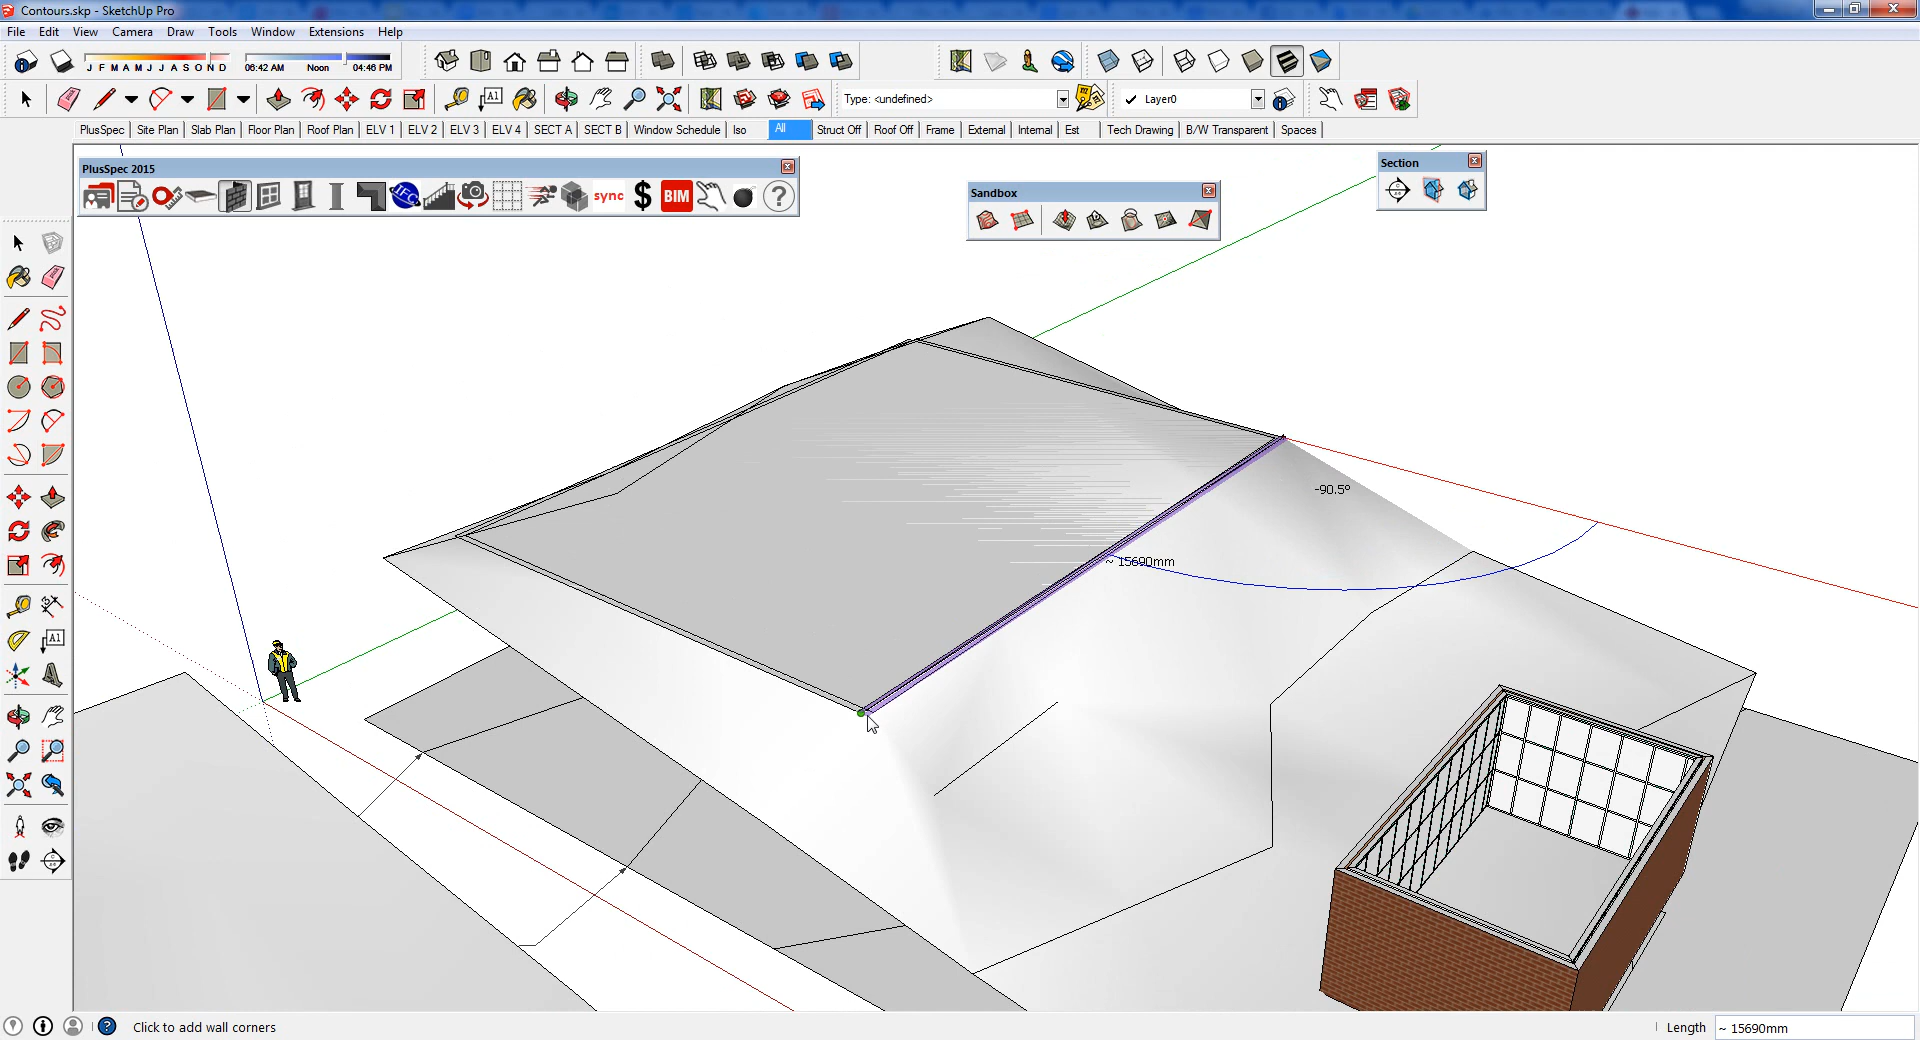 Contours.skp - SketchUp Pro
File Edit View Camera Draw Tools Window Extensions Help
J F M A M J J A S O N D
06:42 AM Noon 04:46 PM
A1
Type: <undefined>
Layer0
PlusSpec Site Plan Slab Plan Floor Plan Roof Plan ELV 1 ELV 2 ELV 3 ELV 4 SECT A SECT B Window Schedule Iso All Struct Off Roof Off Frame External Internal Est Tech Drawing B/W Transparent Spaces
PlusSpec 2015
IFC sync $ BIM ?
Sandbox
Section
-90.5°
~ 15690mm
A1
Click to add wall corners
Length ~ 15690mm